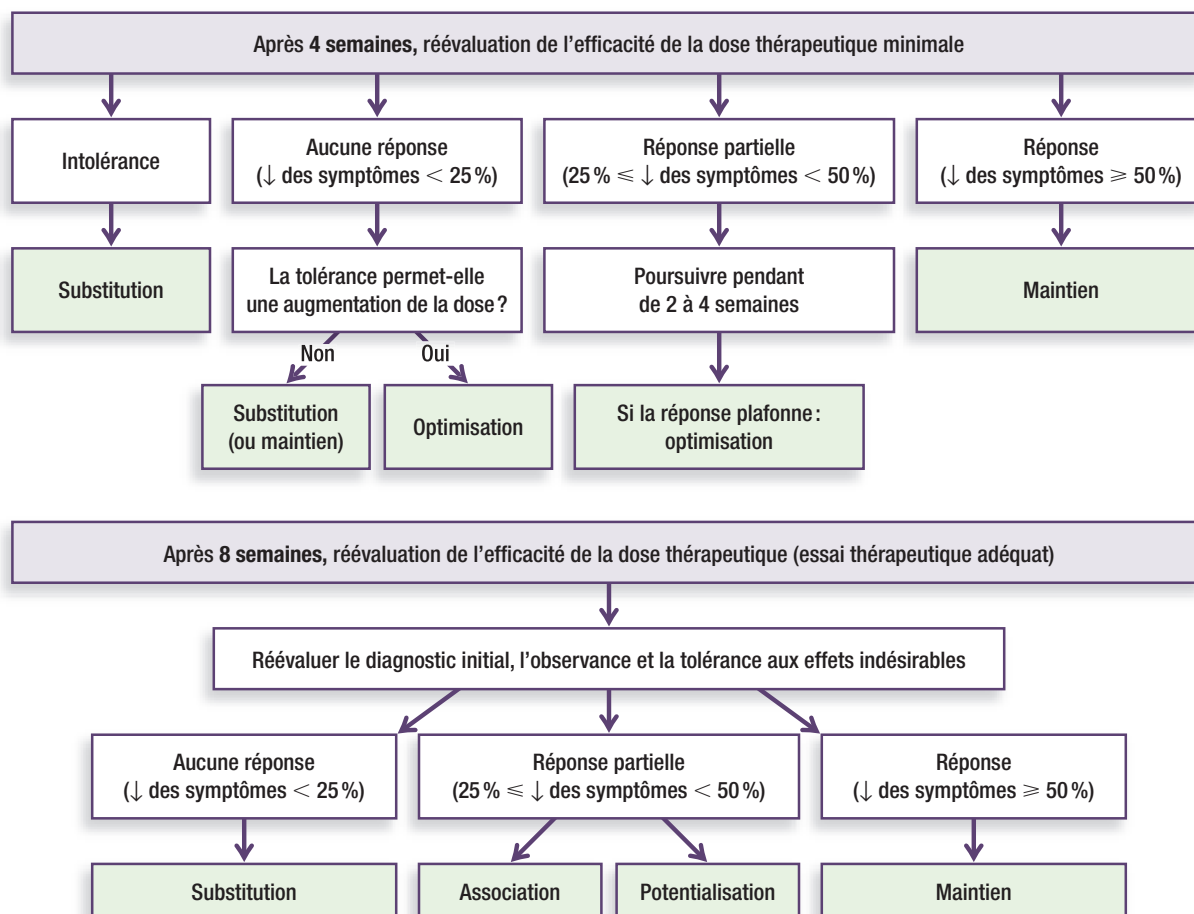 Après 4 semaines, réévaluation de l'efficacité de la dose thérapeutique minimale
Intolérance
Aucune réponse
(↓ des symptômes < 25 %)
Réponse partielle
(25 % ⩽ ↓ des symptômes < 50 %)
Réponse
(↓ des symptômes ⩾ 50 %)
Substitution
La tolérance permet-elle
une augmentation de la dose ?
Poursuivre pendant
de 2 à 4 semaines
Maintien
Non
Oui
Substitution
(ou maintien)
Optimisation
Si la réponse plafonne :
optimisation
Après 8 semaines, réévaluation de l'efficacité de la dose thérapeutique (essai thérapeutique adéquat)
Réévaluer le diagnostic initial, l'observance et la tolérance aux effets indésirables
Aucune réponse
(↓ des symptômes < 25 %)
Réponse partielle
(25 % ⩽ ↓ des symptômes < 50 %)
Réponse
(↓ des symptômes ⩾ 50 %)
Substitution
Association
Potentialisation
Maintien